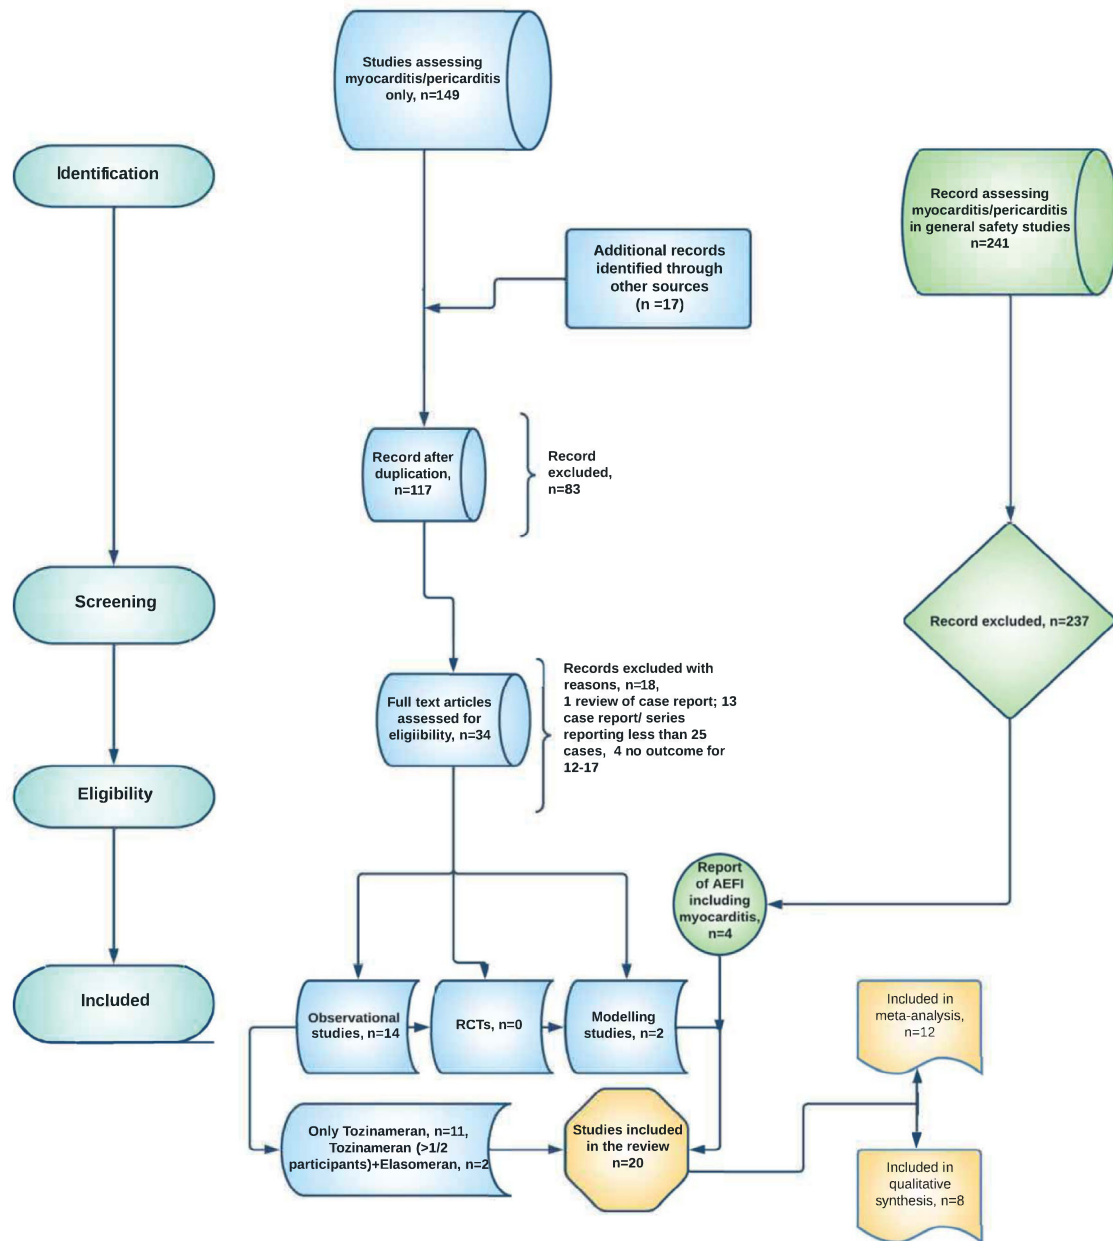 Studies assessing
myocarditis/pericarditis
only, n=149
Identification
Record assessing
myocarditis/pericarditis
in general safety studies
n=241
Additional records
identified through
other sources
(n =17)
Record after
duplication,
n=117
Record
excluded,
n=83
Screening
Record excluded, n=237
Full text articles
assessed for
eligiibility, n=34
Records excluded with
reasons, n=18,
1 review of case report; 13
case report/ series
reporting less than 25
cases, 4 no outcome for
12-17
Eligibility
Report
of AEFI
including
myocarditis,
n=4
Included
Observational
studies, n=14
RCTs, n=0
Modelling
studies, n=2
Included in
meta-analysis,
n=12
Only Tozinameran, n=11,
Tozinameran (>1/2
participants)+Elasomeran, n=2
Studies included
in the review
n=20
Included in
qualitative
synthesis, n=8